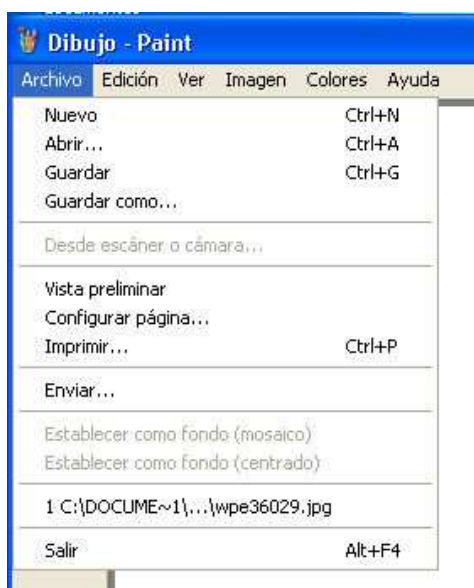 Dibujo - Paint
Archivo Edición Ver Imagen Colores Ayuda
Nuevo Ctrl+N
Abrir... Ctrl+A
Guardar Ctrl+G
Guardar como...
Desde escáner o cámara...
Vista preliminar
Configurar página...
Imprimir... Ctrl+P
Enviar...
Establecer como fondo (mosaico)
Establecer como fondo (centrado)
1 C:\DOCUME~1\...\wpe36029.jpg
Salir Alt+F4